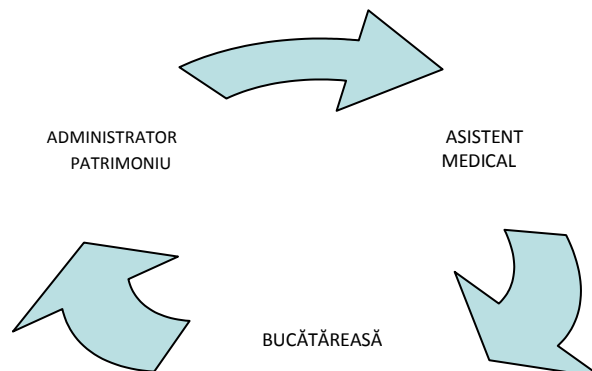 ADMINISTRATOR
PATRIMONIU
ASISTENT
MEDICAL
BUCĂTĂREASĂ